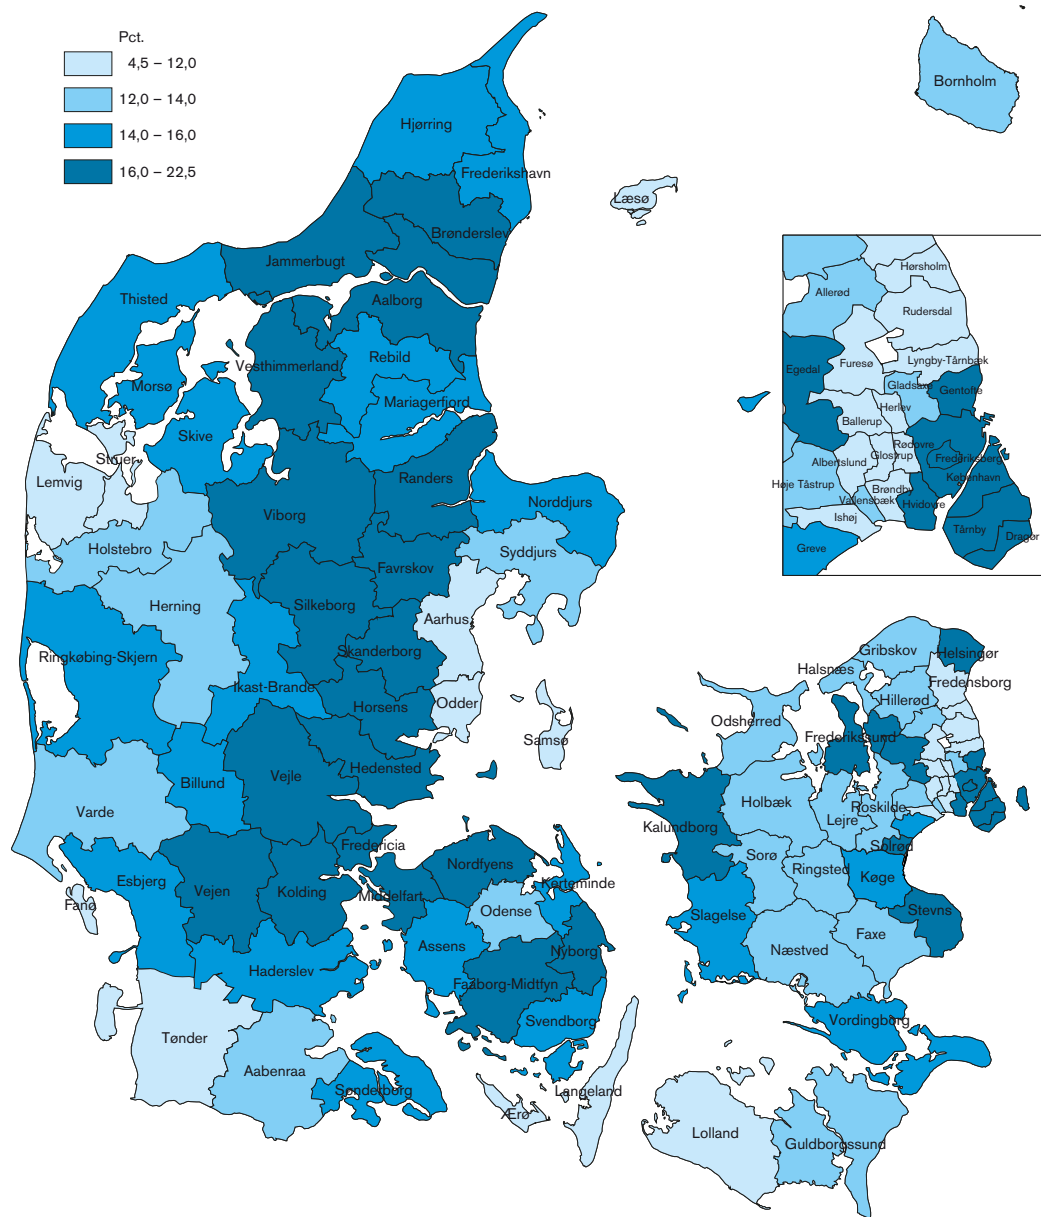 Pct.
4,5 – 12,0
12,0 – 14,0
14,0 – 16,0
16,0 – 22,5
Bornholm
Hjørring
Frederikshavn
Læsø
Brønderslev
Jammerbugt
Thisted
Aalborg
Vesthimmerland
Rebild
Morsø
Mariagerfjord
Skive
Struer
Lemvig
Randers
Norddjurs
Viborg
Holstebro
Syddjurs
Favrskov
Herning
Silkeborg
Aarhus
Ringkøbing-Skjern
Skanderborg
Ikast-Brande
Horsens
Odder
Samsø
Hedensted
Vejle
Billund
Varde
Fredericia
Esbjerg
Vejen
Kolding
Middelfart
Nordfyens
Kerteminde
Fanø
Odense
Assens
Nyborg
Haderslev
Faaborg-Midtfyn
Svendborg
Tønder
Aabenraa
Sønderborg
Langeland
Ærø
Hørsholm
Allerød
Rudersdal
Egedal
Furesø
Lyngby-Tårnbæk
Gladsaxe
Gentofte
Herlev
Ballerup
Rødovre
Glostrup
Frederiksberg
Albertslund
København
Høje Tåstrup
Brøndby
Vallensbæk
Hvidovre
Ishøj
Tårnby
Dragør
Greve
Gribskov
Helsingør
Halsnæs
Fredensborg
Hillerød
Odsherred
Frederikssund
Holbæk
Roskilde
Lejre
Kalundborg
Solrød
Sorø
Ringsted
Køge
Slagelse
Stevns
Faxe
Næstved
Vordingborg
Lolland
Guldborgssund